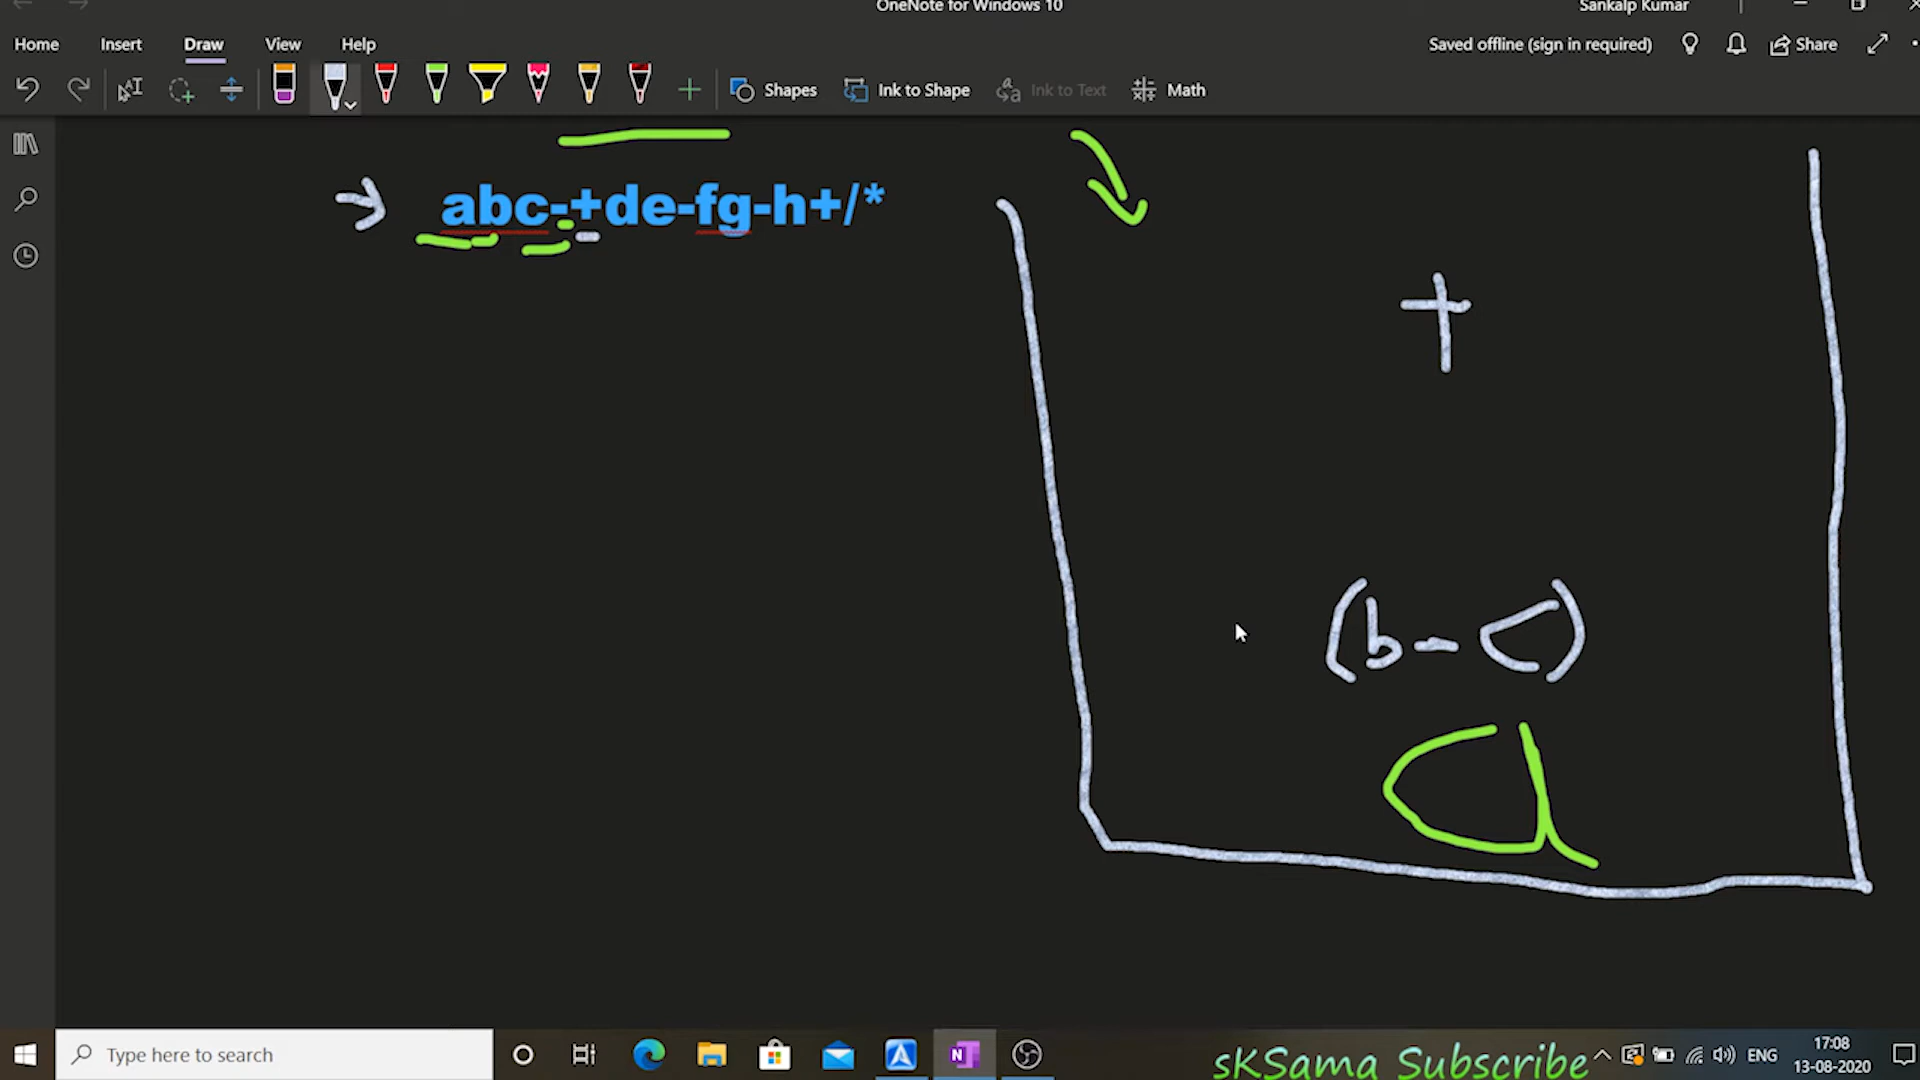 OneNote for Windows 10
Sankalp Kumar
Home Insert Draw View Help
Saved offline (sign in required)
Share
Shapes
Ink to Shape
Ink to Text
Math
abc-+de-fg-h+/*
+
(b-c)
a
Type here to search
sKSama Subscribe
ENG
17:08
13-08-2020